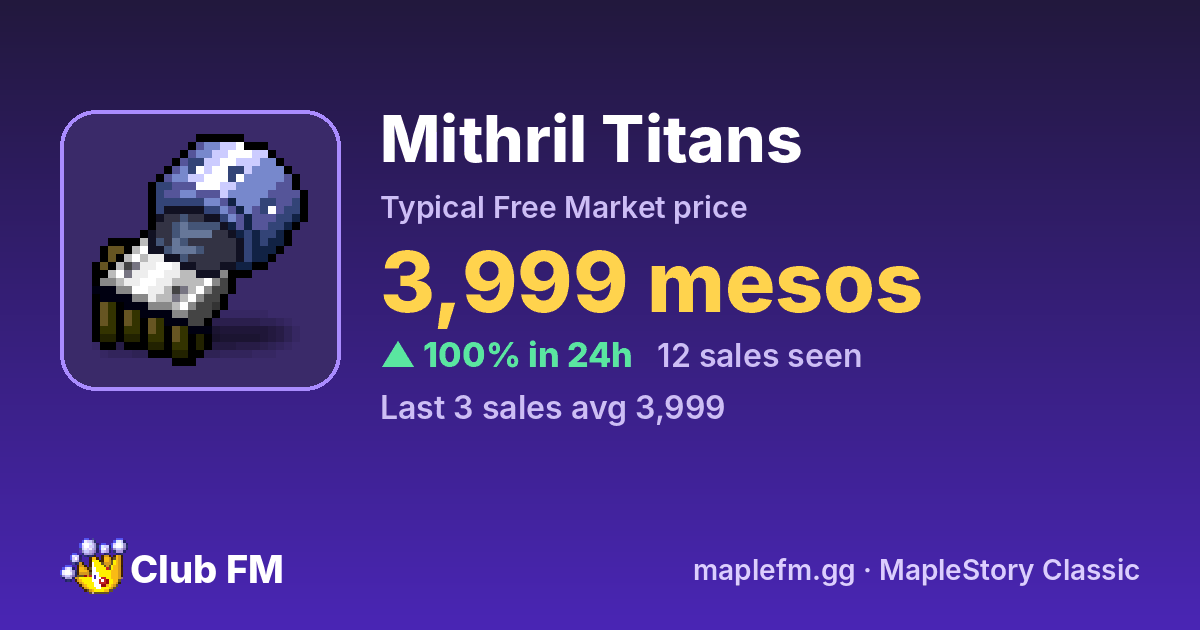 Mithril Titans
Typical Free Market price
3,999 mesos
▲ 100% in 24h 12 sales seen
Last 3 sales avg 3,999
Club FM
maplefm.gg · MapleStory Classic